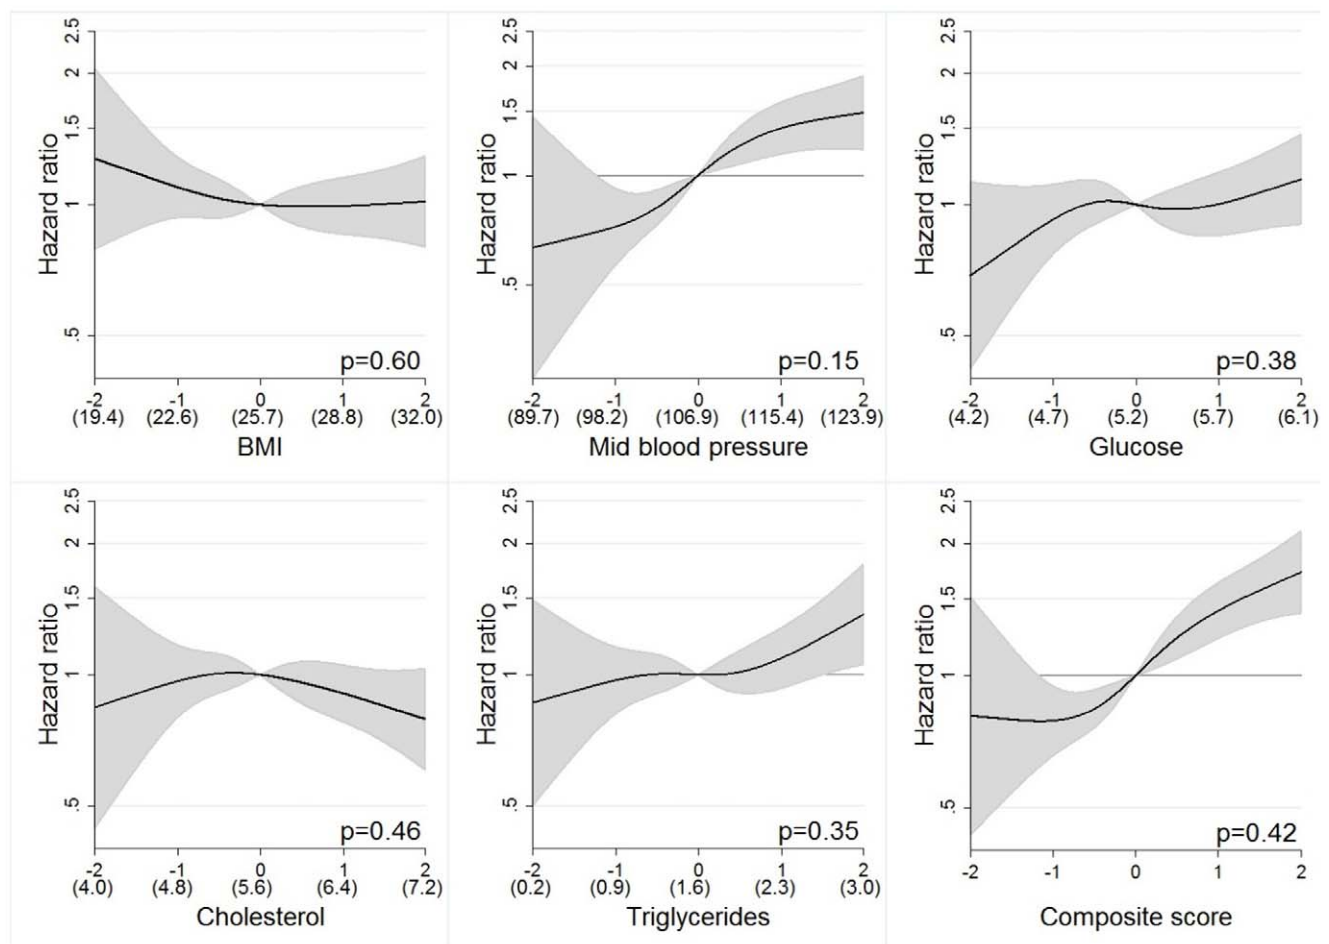 2.5
2
1.5
1
.5
Hazard ratio
p=0.60
-2 -1 0 1 2
(19.4) (22.6) (25.7) (28.8) (32.0)
BMI
2.5
2
1.5
1
.5
Hazard ratio
p=0.15
-2 -1 0 1 2
(89.7) (98.2) (106.9) (115.4) (123.9)
Mid blood pressure
2.5
2
1.5
1
.5
Hazard ratio
p=0.38
-2 -1 0 1 2
(4.2) (4.7) (5.2) (5.7) (6.1)
Glucose
2.5
2
1.5
1
.5
Hazard ratio
p=0.46
-2 -1 0 1 2
(4.0) (4.8) (5.6) (6.4) (7.2)
Cholesterol
2.5
2
1.5
1
.5
Hazard ratio
p=0.35
-2 -1 0 1 2
(0.2) (0.9) (1.6) (2.3) (3.0)
Triglycerides
2.5
2
1.5
1
.5
Hazard ratio
p=0.42
-2 -1 0 1 2
Composite score